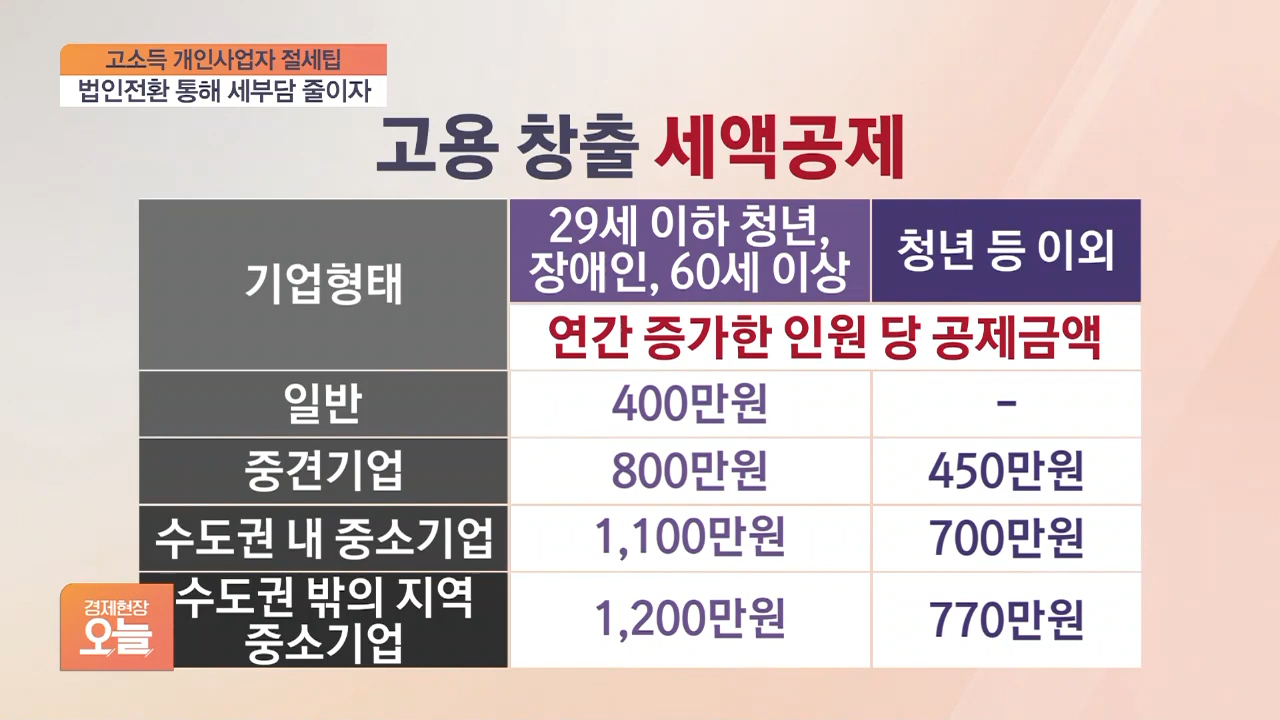 고소득 개인사업자 절세팁
법인전환 통해 세부담 줄이자
고용 창출 세액공제
기업형태
29세 이하 청년,
장애인, 60세 이상
청년 등 이외
연간 증가한 인원 당 공제금액
일반
400만원
-
중견기업
800만원
450만원
수도권 내 중소기업
1,100만원
700만원
수도권 밖의 지역
중소기업
1,200만원
770만원
경제현장
오늘